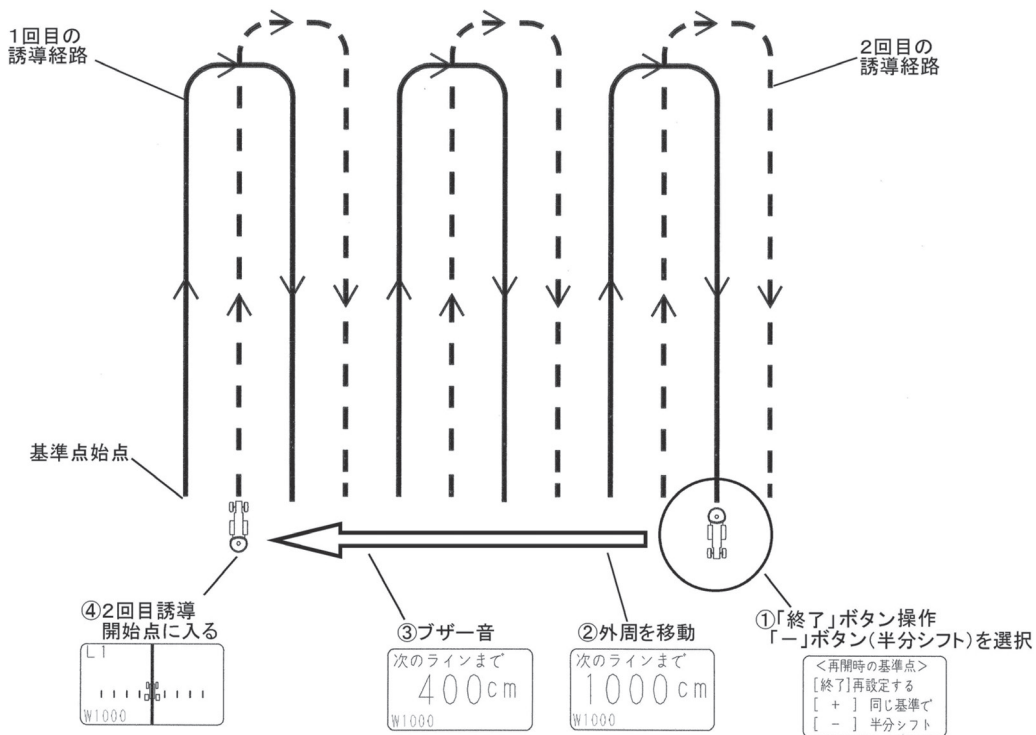 1回目の
誘導経路
2回目の
誘導経路
基準点始点
④2回目誘導
開始点に入る
L1
W1000
③ブザー音
次のラインまで
400cm
W1000
②外周を移動
次のラインまで
1000cm
W1000
①「終了」ボタン操作
「－」ボタン(半分シフト)を選択
<再開時の基準点>
[終了]再設定する
[ + ] 同じ基準で
[ － ] 半分シフト